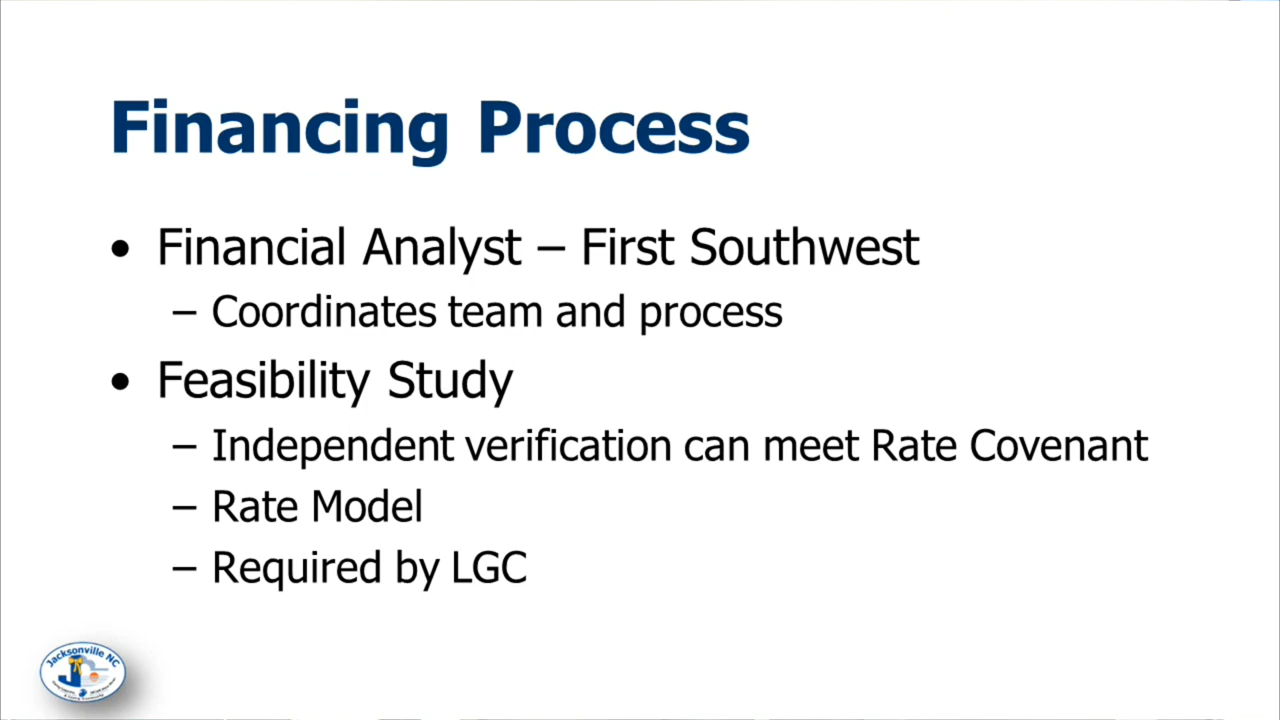 Financing Process
• Financial Analyst – First Southwest
– Coordinates team and process
• Feasibility Study
– Independent verification can meet Rate Covenant
– Rate Model
– Required by LGC
Jacksonville NC